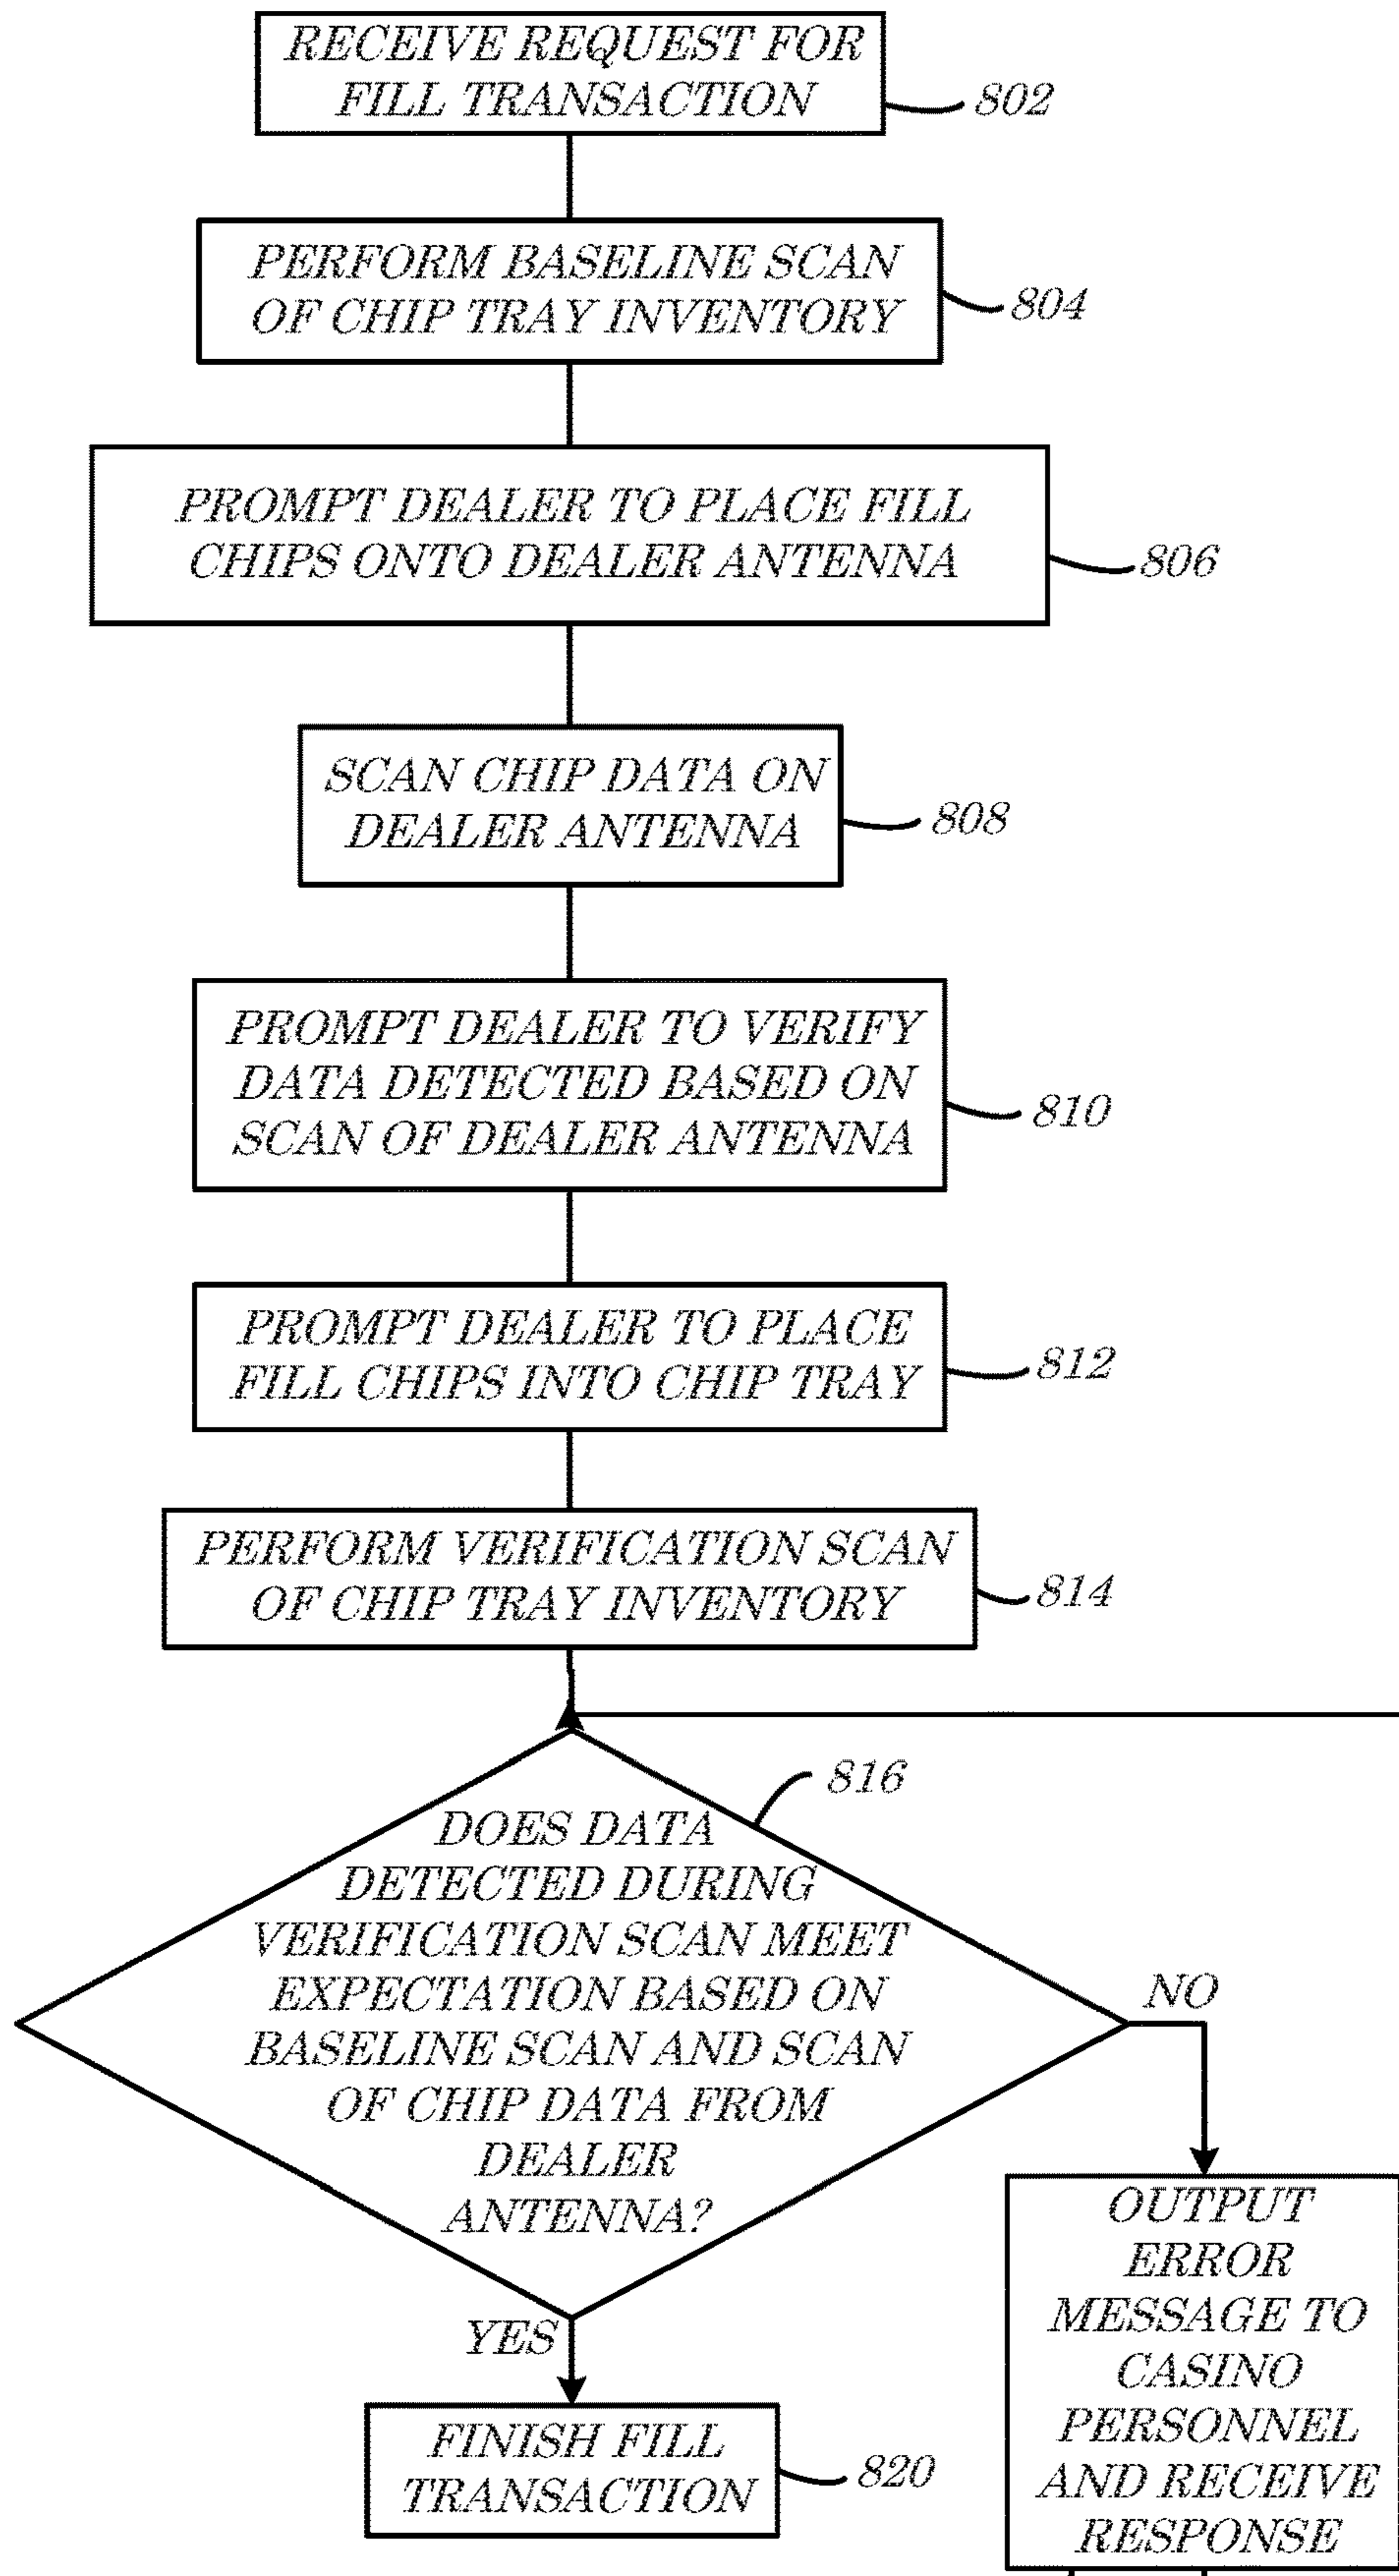 RECEIVE REQUEST FOR
FILL TRANSACTION
802
PERFORM BASELINE SCAN
OF CHIP TRAY INVENTORY
804
PROMPT DEALER TO PLACE FILL
CHIPS ONTO DEALER ANTENNA
806
SCAN CHIP DATA ON
DEALER ANTENNA
808
PROMPT DEALER TO VERIFY
DATA DETECTED BASED ON
SCAN OF DEALER ANTENNA
810
PROMPT DEALER TO PLACE
FILL CHIPS INTO CHIP TRAY
812
PERFORM VERIFICATION SCAN
OF CHIP TRAY INVENTORY
814
816
DOES DATA
DETECTED DURING
VERIFICATION SCAN MEET
EXPECTATION BASED ON
BASELINE SCAN AND SCAN
OF CHIP DATA FROM
DEALER
ANTENNA?
NO
YES
OUTPUT
ERROR
MESSAGE TO
CASINO
PERSONNEL
AND RECEIVE
RESPONSE
FINISH FILL
TRANSACTION
820